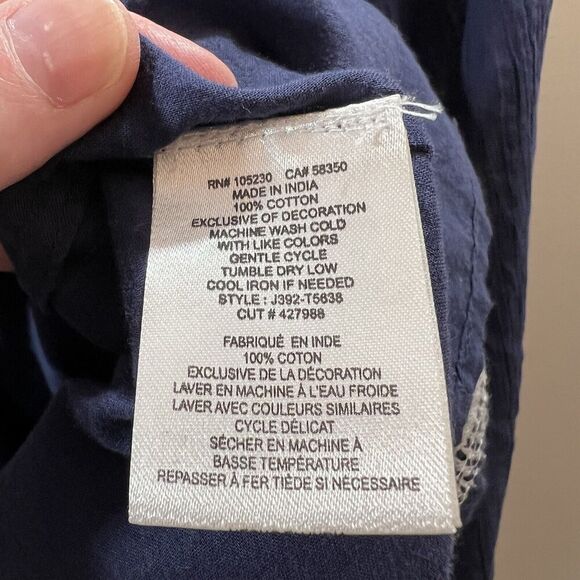 RN# 105230 CA# 58350
MADE IN INDIA
100% COTTON
EXCLUSIVE OF DECORATION
MACHINE WASH COLD
WITH LIKE COLORS
GENTLE CYCLE
TUMBLE DRY LOW
COOL IRON IF NEEDED
STYLE : J392-T5638
CUT # 427988
FABRIQUÉ EN INDE
100% COTON
EXCLUSIVE DE LA DÉCORATION
LAVER EN MACHINE À L'EAU FROIDE
LAVER AVEC COULEURS SIMILAIRES
CYCLE DÉLICAT
SÉCHER EN MACHINE À
BASSE TEMPÉRATURE
REPASSER À FER TIÈDE SI NÉCESSAIRE